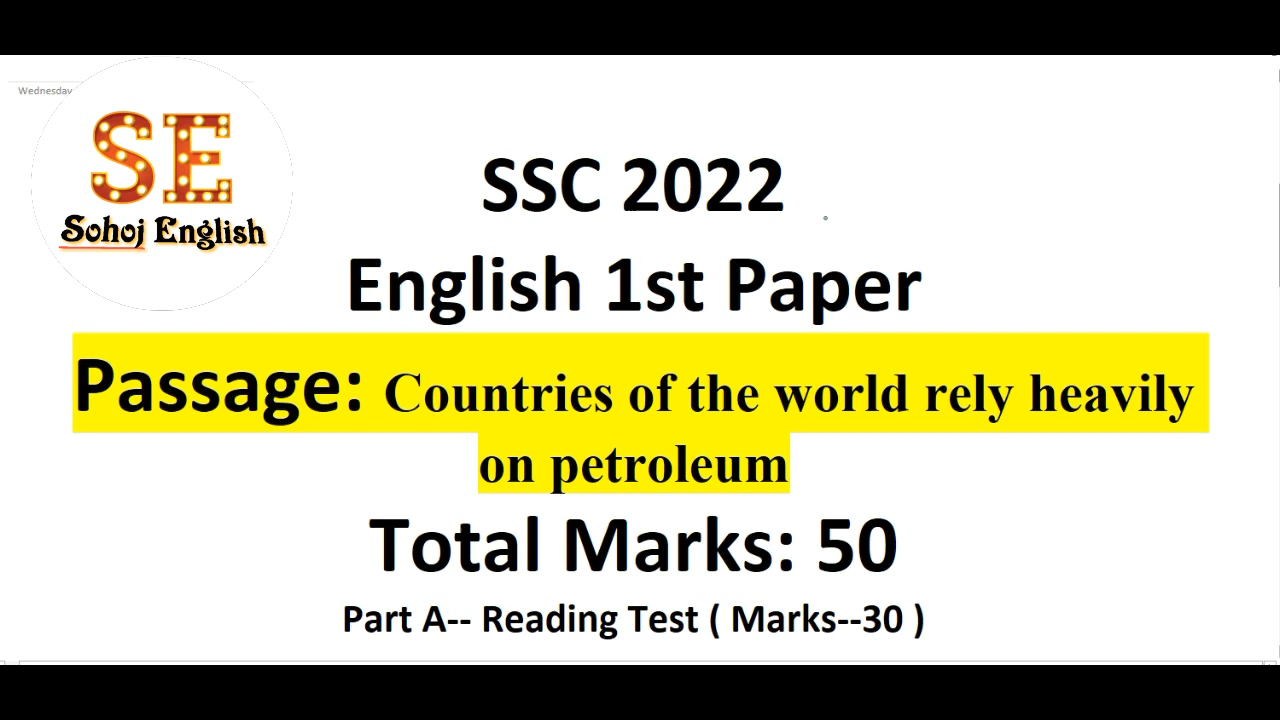 Wednesday
SE
Sohoj English
SSC 2022
English 1st Paper
Passage: Countries of the world rely heavily
on petroleum
Total Marks: 50
Part A-- Reading Test ( Marks--30 )